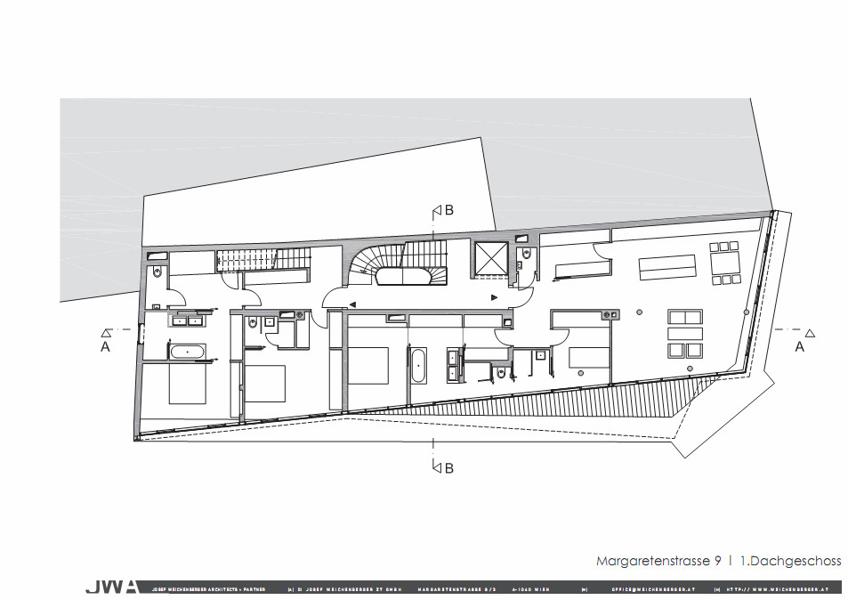 B
A
A
B
Margaretenstrasse 9 | 1.Dachgeschoss
JWA JOSEF WEICHENBERGER ARCHITECTS + PARTNER (A) DI JOSEF WEICHENBERGER ZT GMBH MARGARETENSTRASSE 9/3 A-1040 WIEN (M) OFFICE@WEICHENBERGER.AT (H) HTTP://WWW.WEICHENBERGER.AT